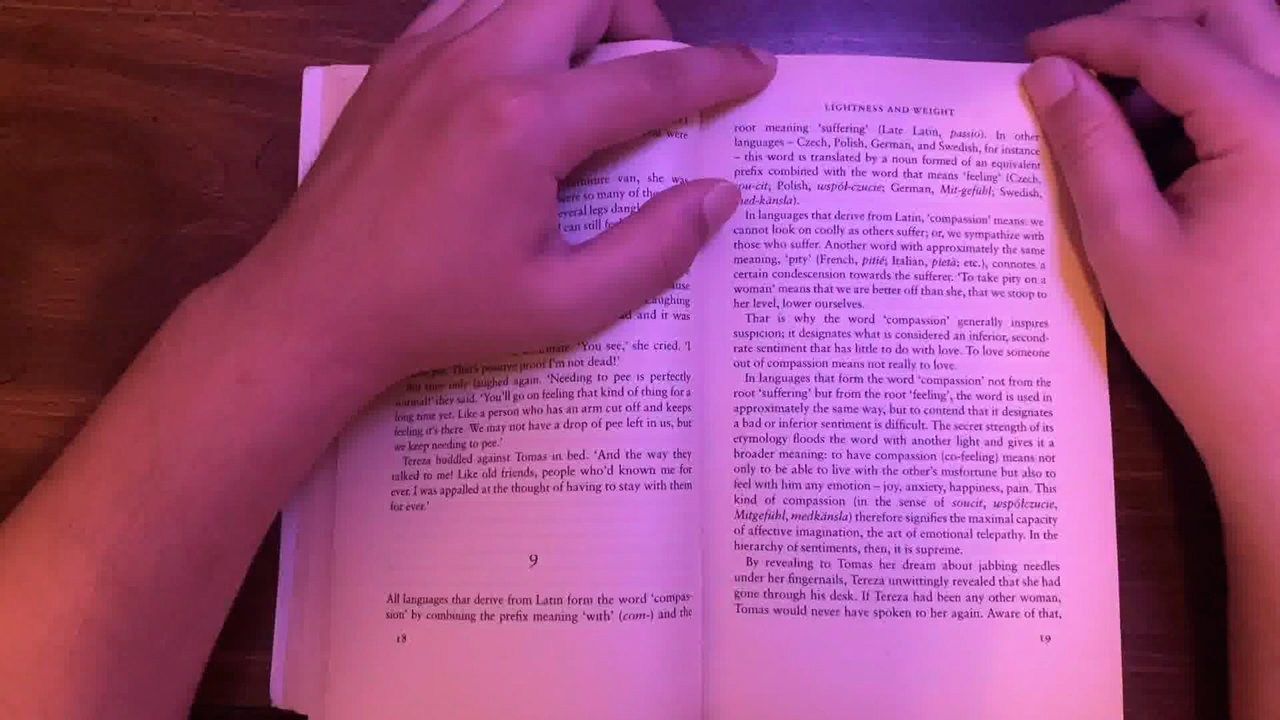 were
furniture van, she was
were so many of the
everal legs dangl
I can still fe
use
laughing
and it was
'You see,' she cried. 'I
pee. That's positive proof I'm not dead!'
But they only laughed again. 'Needing to pee is perfectly
normal!' they said. 'You'll go on feeling that kind of thing for a
long time yet. Like a person who has an arm cut off and keeps
feeling it's there. We may not have a drop of pee left in us, but
we keep needing to pee.'
Tereza huddled against Tomas in bed. 'And the way they
talked to me! Like old friends, people who'd known me for
ever. I was appalled at the thought of having to stay with them
for ever.'
9
All languages that derive from Latin form the word 'compas-
sion' by combining the prefix meaning 'with' (com-) and the
18
LIGHTNESS AND WEIGHT
root meaning 'suffering' (Late Latin, passio). In other
languages – Czech, Polish, German, and Swedish, for instance
– this word is translated by a noun formed of an equivalent
prefix combined with the word that means 'feeling' (Czech,
sou-cit; Polish, współ-czucie; German, Mit-gefühl; Swedish,
med-känsla).
In languages that derive from Latin, 'compassion' means: we
cannot look on coolly as others suffer; or, we sympathize with
those who suffer. Another word with approximately the same
meaning, 'pity' (French, pitié; Italian, pietà; etc.), connotes a
certain condescension towards the sufferer. 'To take pity on a
woman' means that we are better off than she, that we stoop to
her level, lower ourselves.
That is why the word 'compassion' generally inspires
suspicion; it designates what is considered an inferior, second-
rate sentiment that has little to do with love. To love someone
out of compassion means not really to love.
In languages that form the word 'compassion' not from the
root 'suffering' but from the root 'feeling', the word is used in
approximately the same way, but to contend that it designates
a bad or inferior sentiment is difficult. The secret strength of its
etymology floods the word with another light and gives it a
broader meaning: to have compassion (co-feeling) means not
only to be able to live with the other's misfortune but also to
feel with him any emotion – joy, anxiety, happiness, pain. This
kind of compassion (in the sense of soucit, współczucie,
Mitgefühl, medkänsla) therefore signifies the maximal capacity
of affective imagination, the art of emotional telepathy. In the
hierarchy of sentiments, then, it is supreme.
By revealing to Tomas her dream about jabbing needles
under her fingernails, Tereza unwittingly revealed that she had
gone through his desk. If Tereza had been any other woman,
Tomas would never have spoken to her again. Aware of that,
19